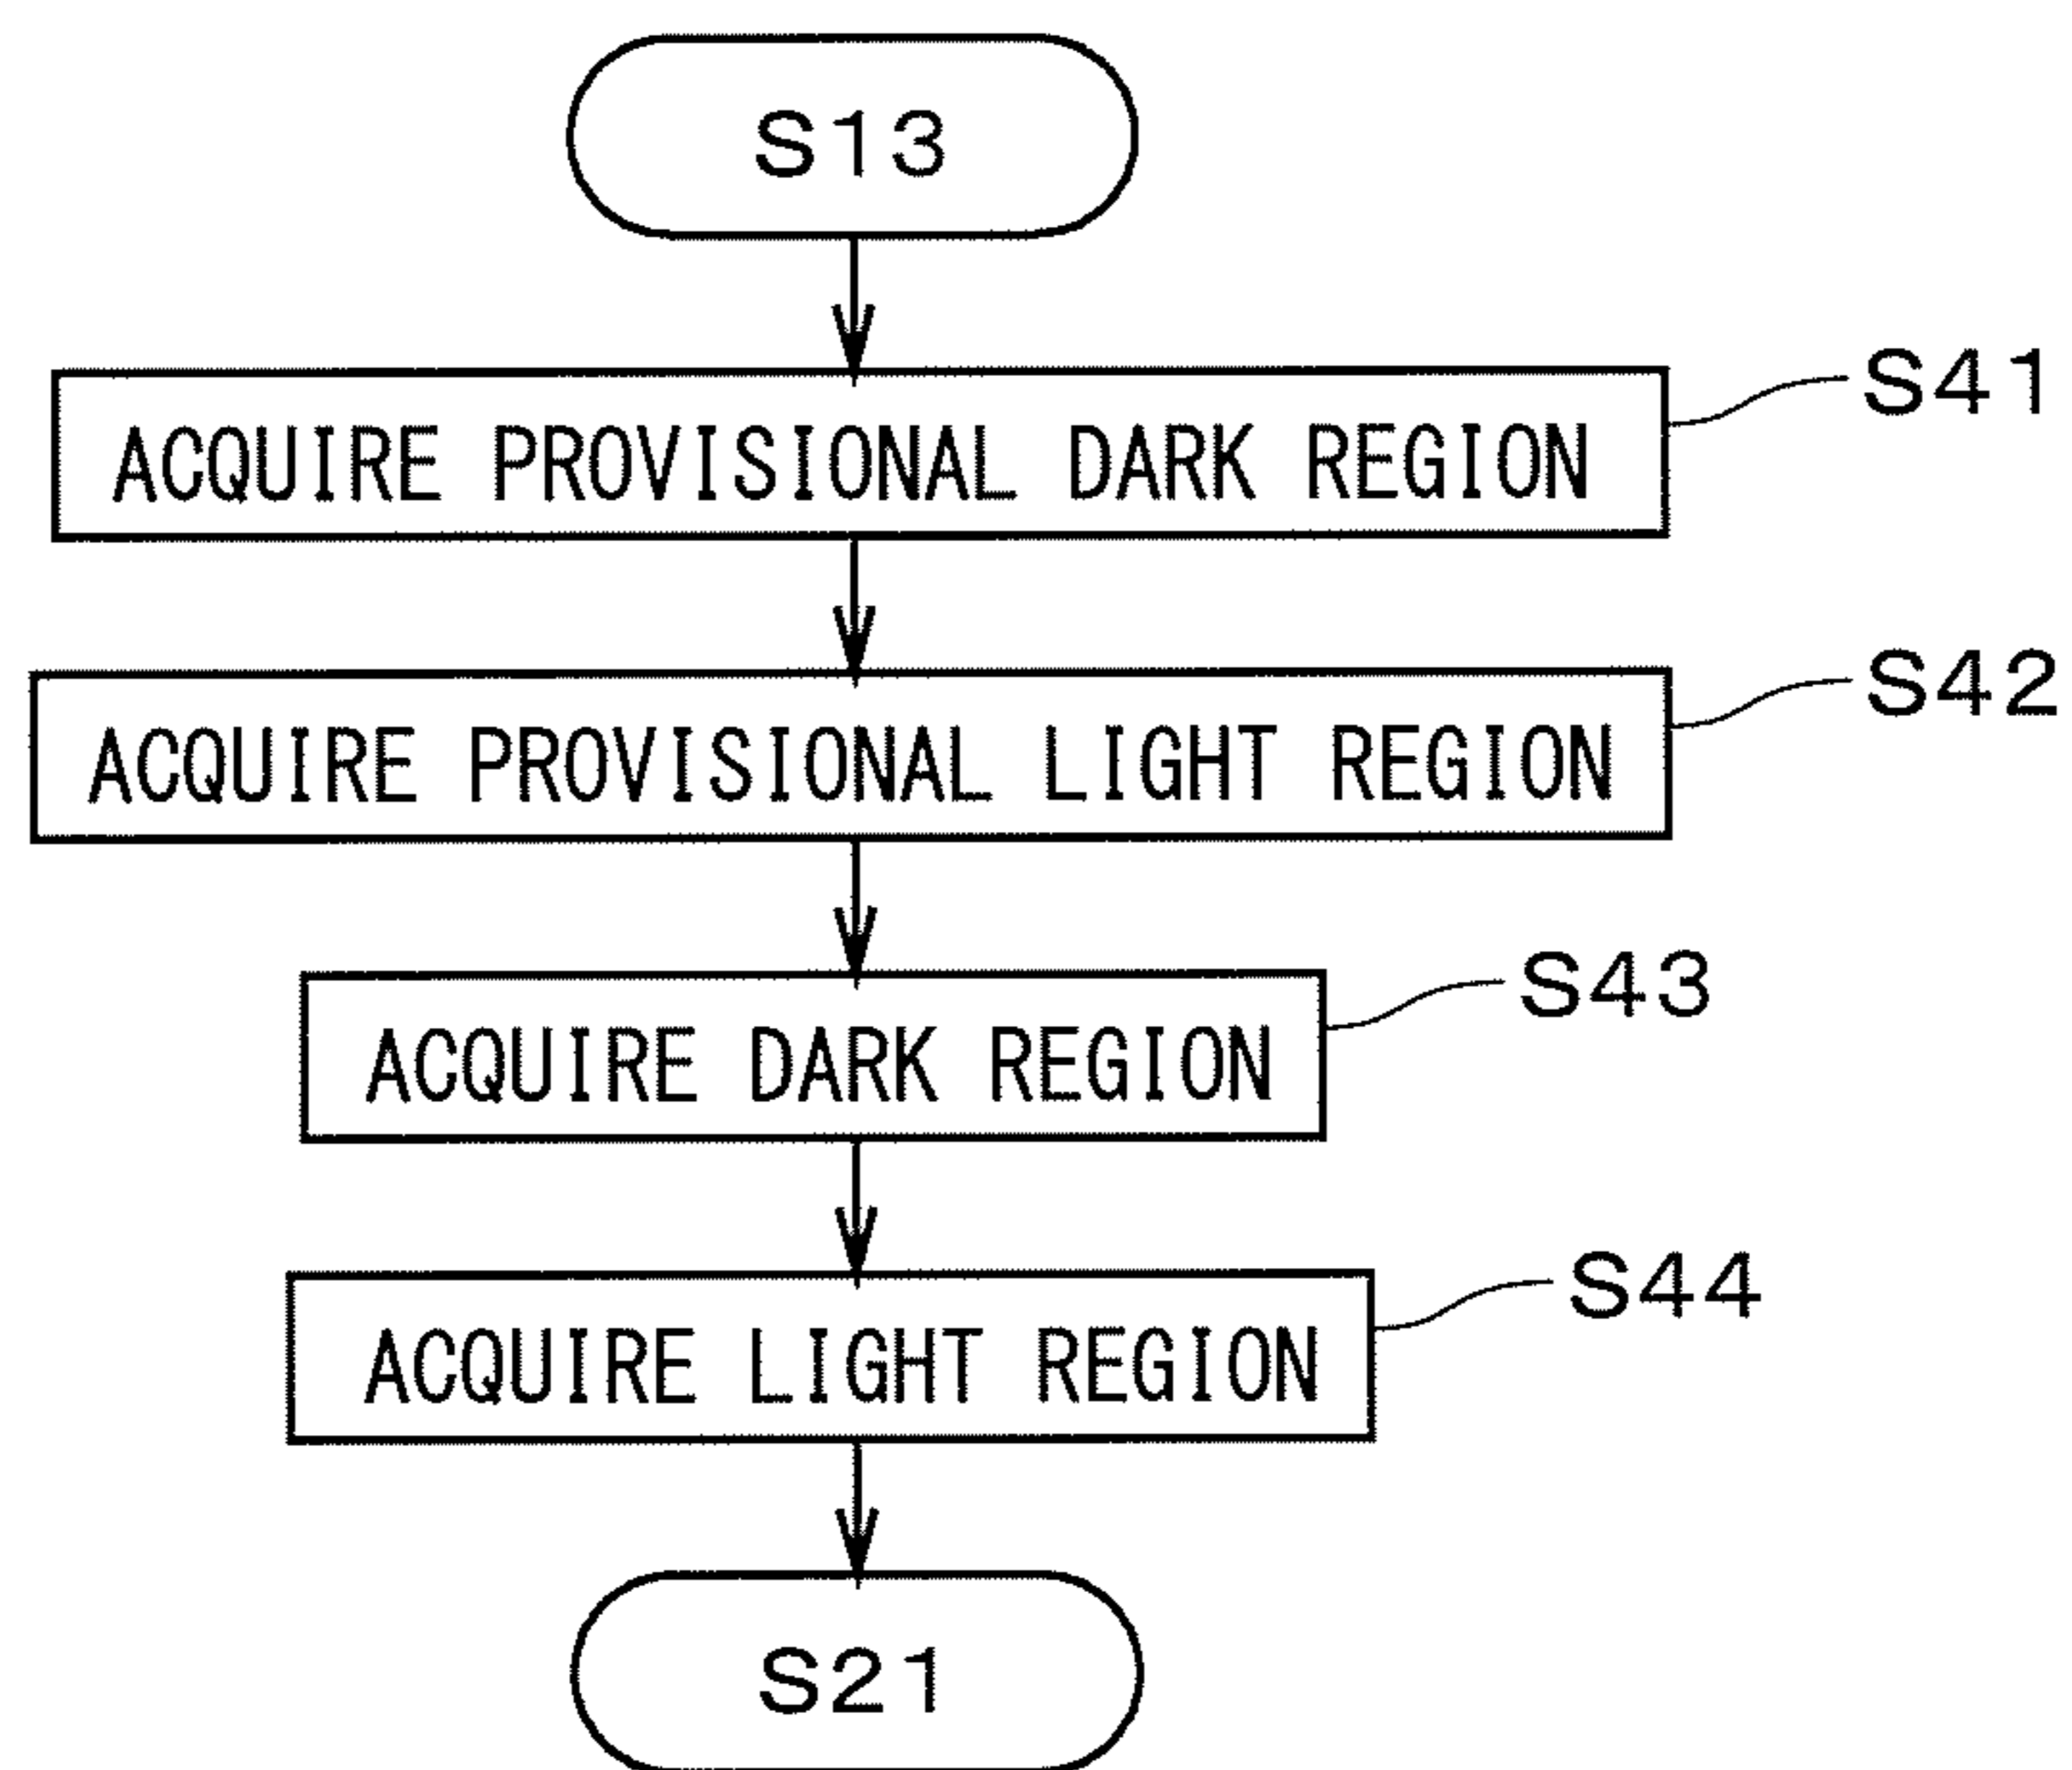 S13
S41
ACQUIRE PROVISIONAL DARK REGION
S42
ACQUIRE PROVISIONAL LIGHT REGION
S43
ACQUIRE DARK REGION
S44
ACQUIRE LIGHT REGION
S21